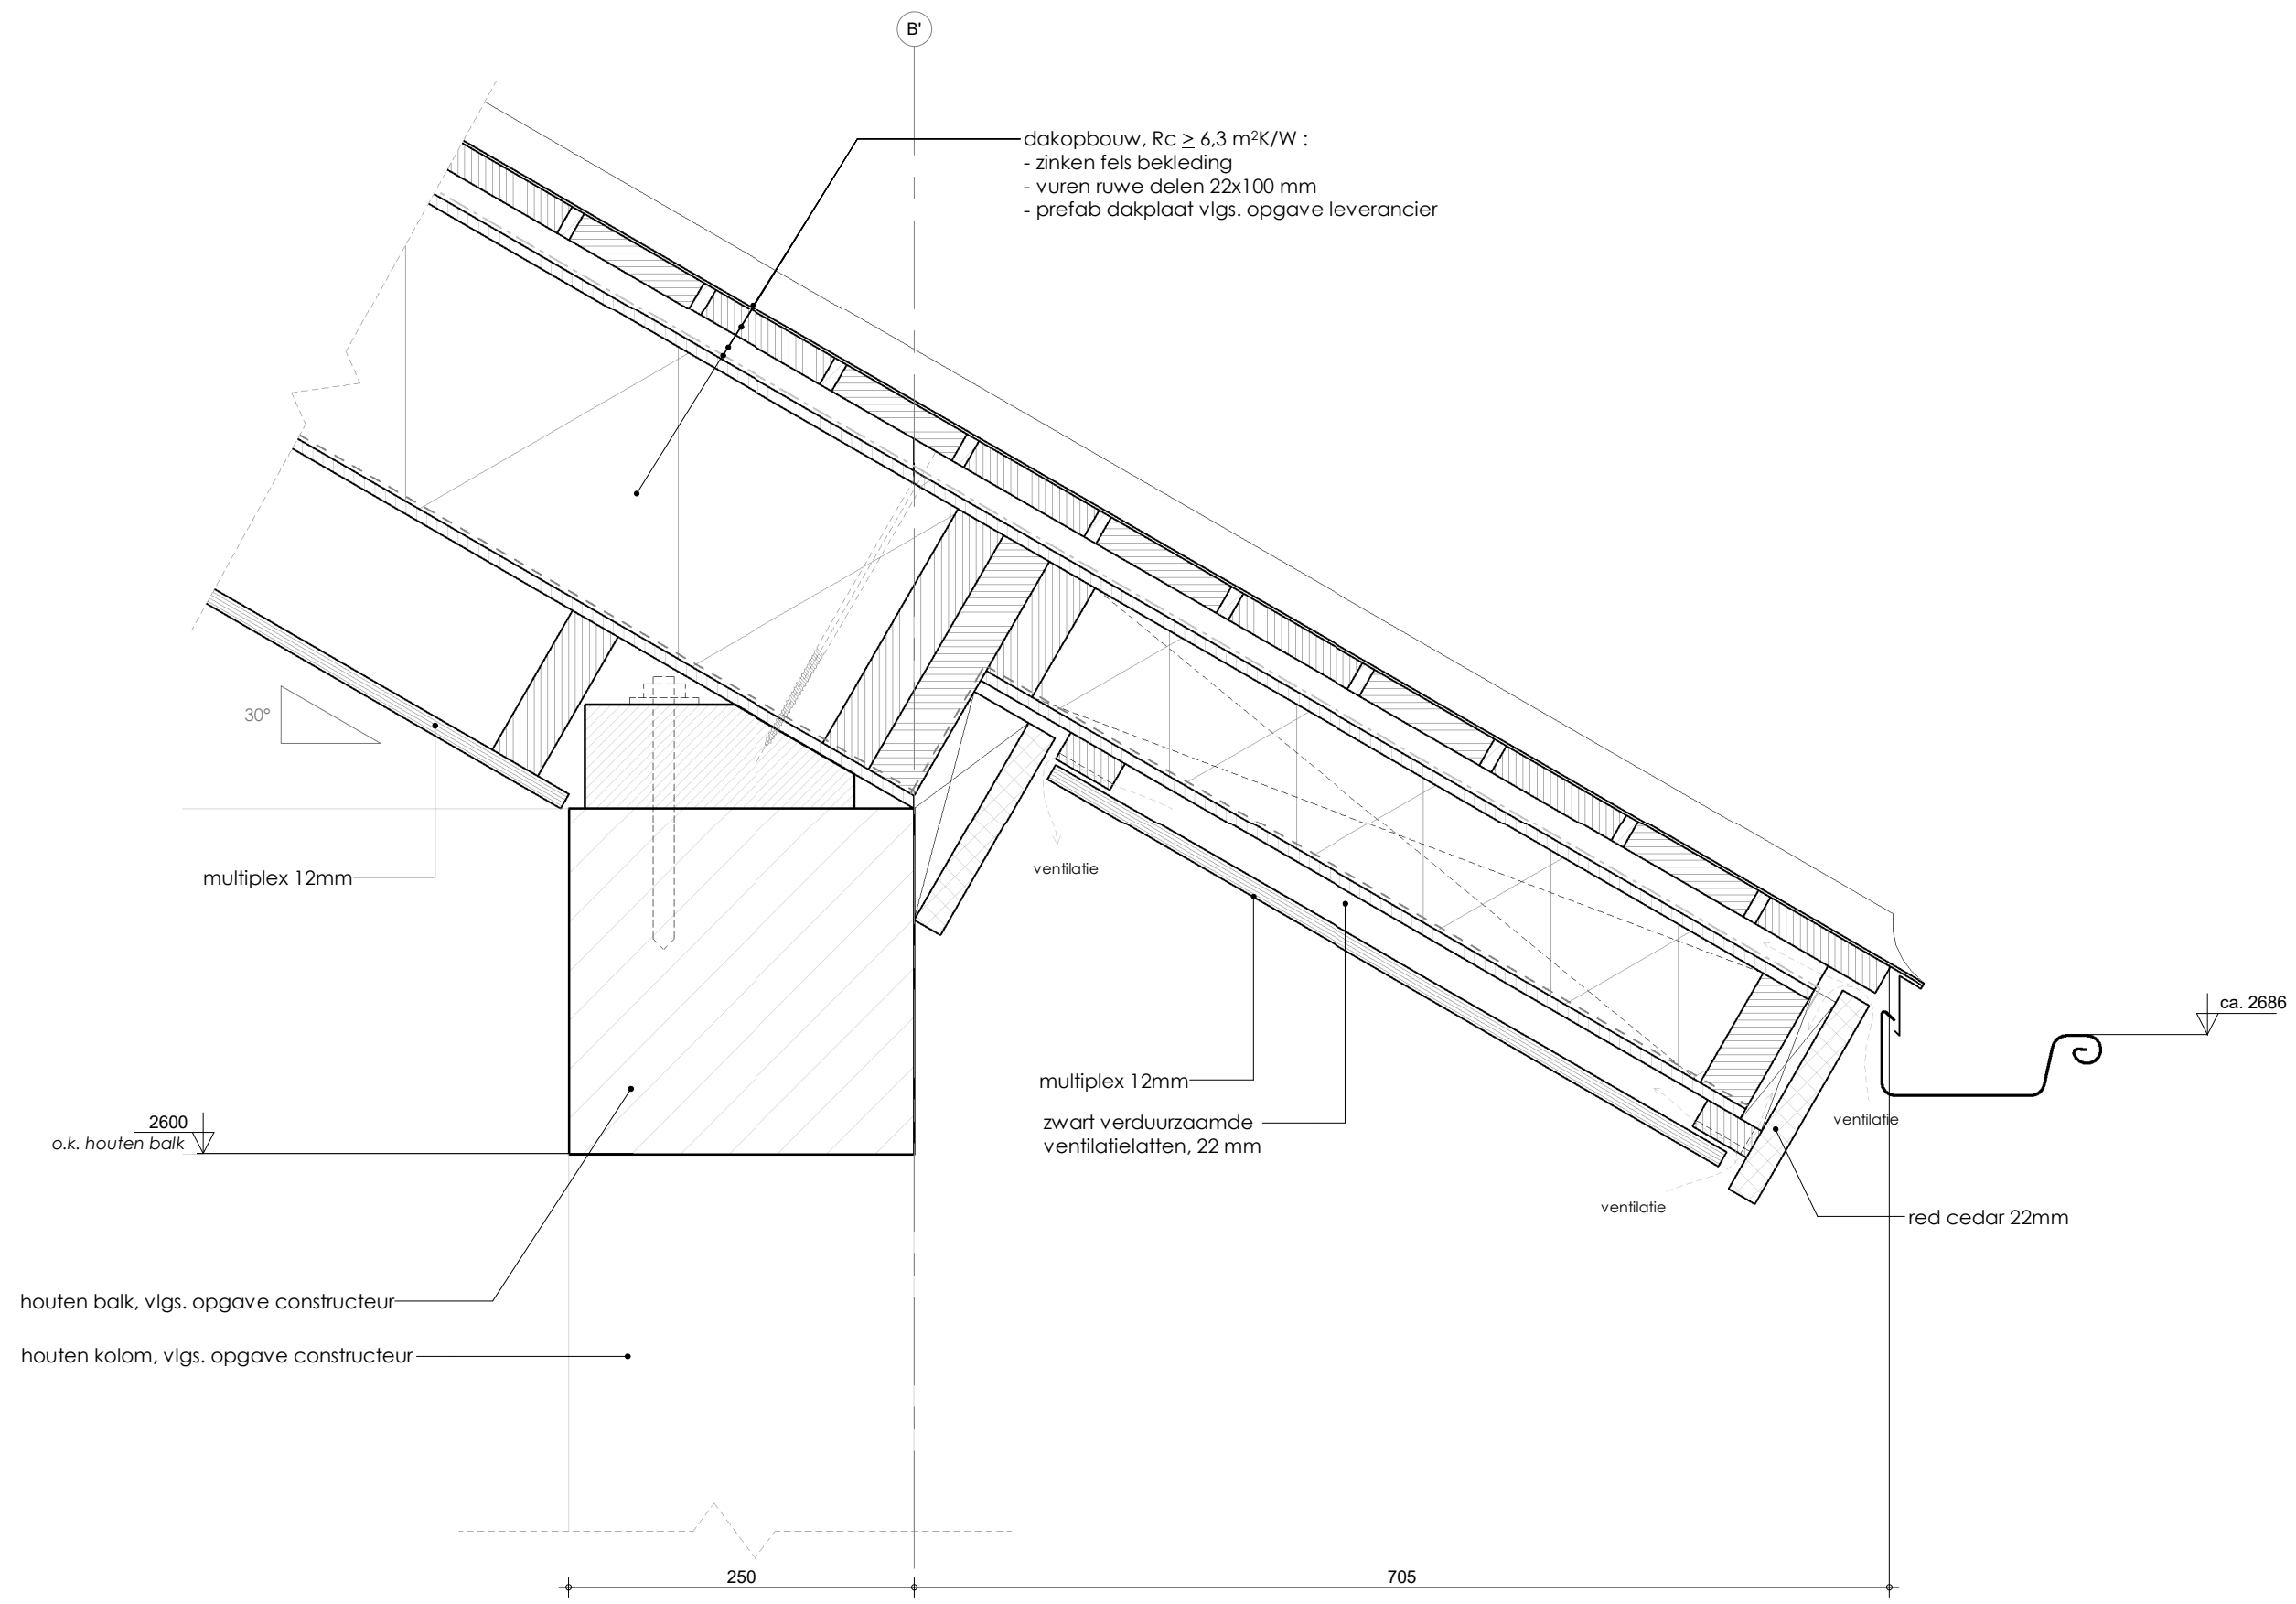 B'
dakopbouw, Rc ≥ 6,3 m²K/W :
- zinken fels bekleding
- vuren ruwe delen 22x100 mm
- prefab dakplaat vlgs. opgave leverancier
30°
multiplex 12mm
ventilatie
ca. 2686
multiplex 12mm
zwart verduurzaamde
ventilatielatten, 22 mm
ventilatie
2600
o.k. houten balk
ventilatie
red cedar 22mm
houten balk, vlgs. opgave constructeur
houten kolom, vlgs. opgave constructeur
250
705